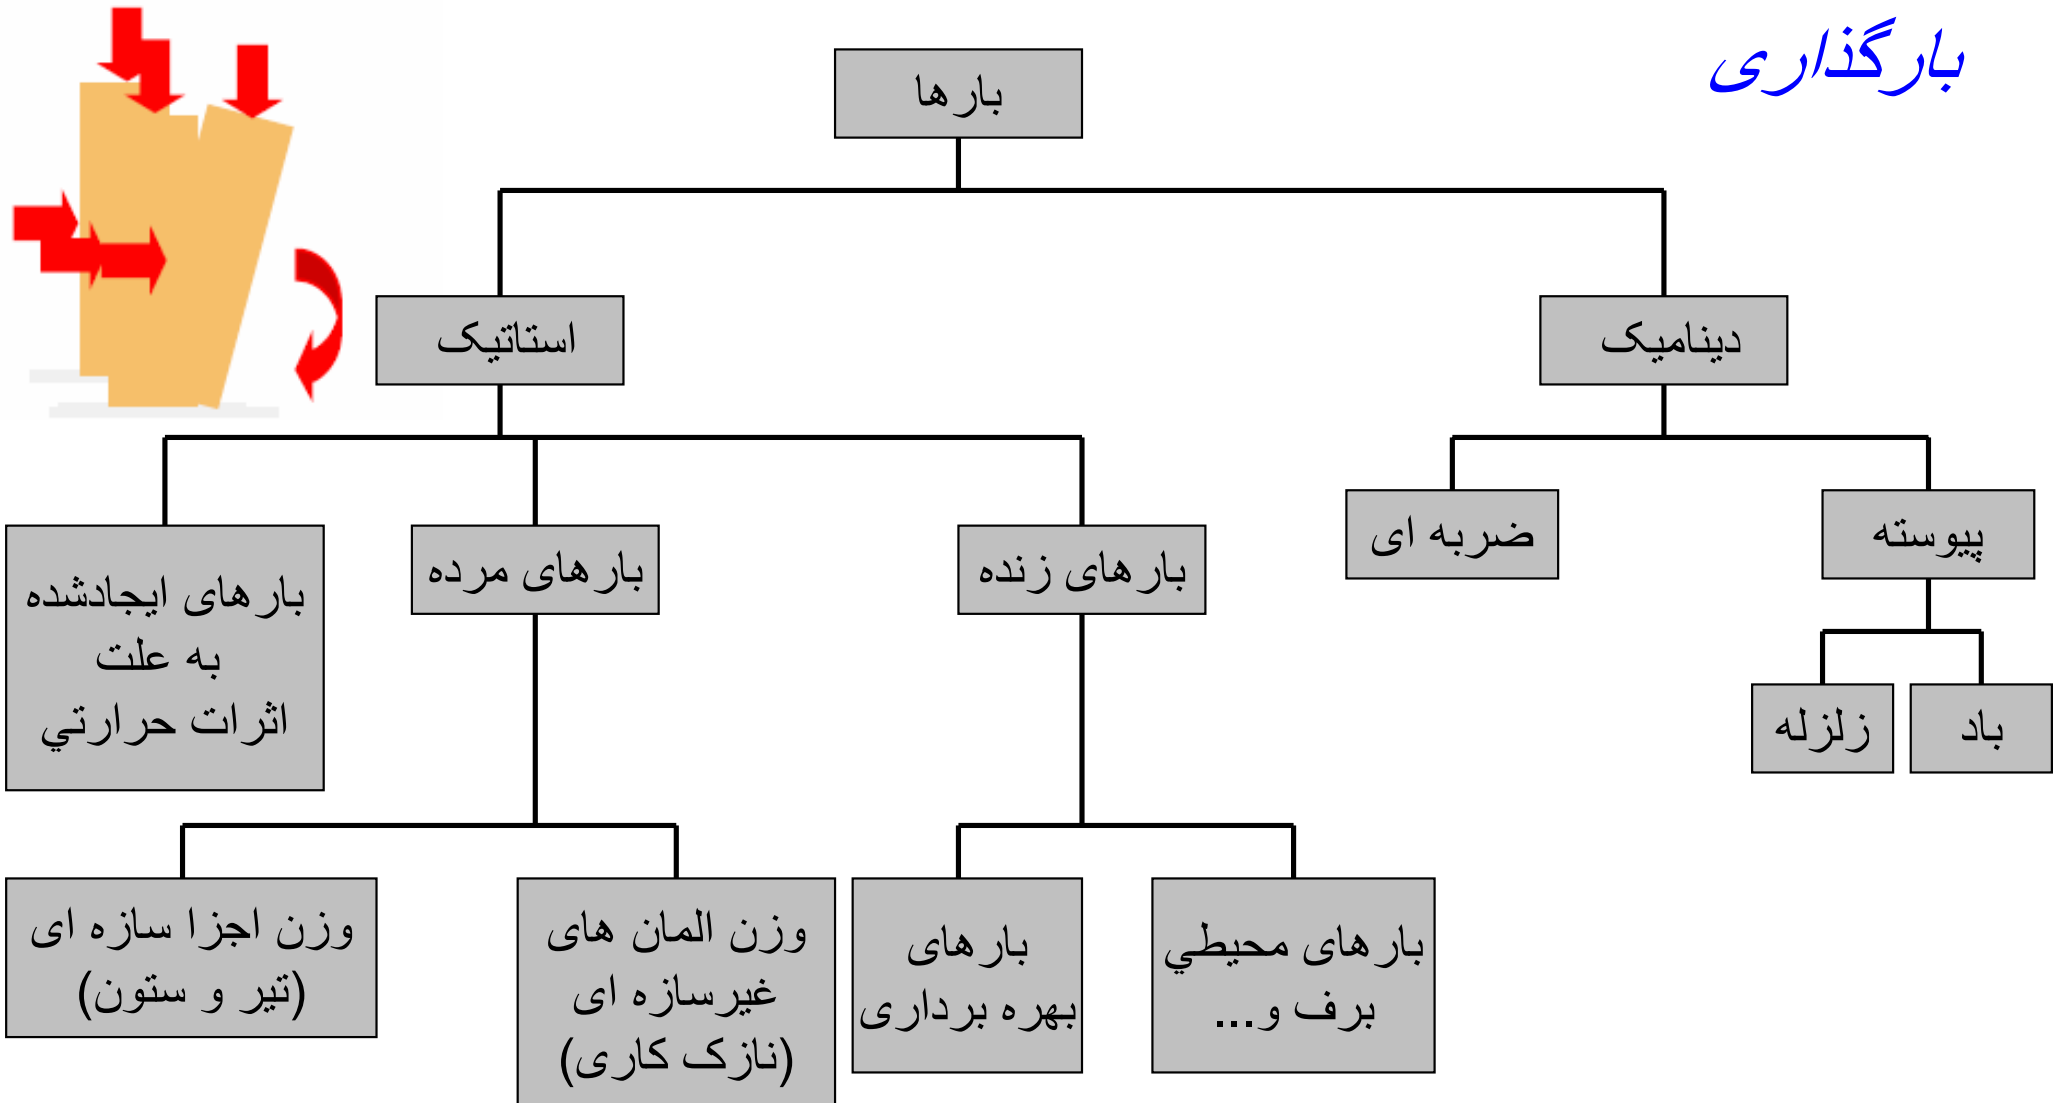 بارگذاری
بارها
دینامیک
استاتیک
پیوسته
ضربه ای
باد
زلزله
بارهای زنده
بارهای مرده
بارهای ایجادشده
به علت
اثرات حرارتي
بارهای محیطي
برف و...
بارهای
بهره برداری
وزن المان های
غیرسازه ای
(نازک کاری)
وزن اجزا سازه ای
(تیر و ستون)